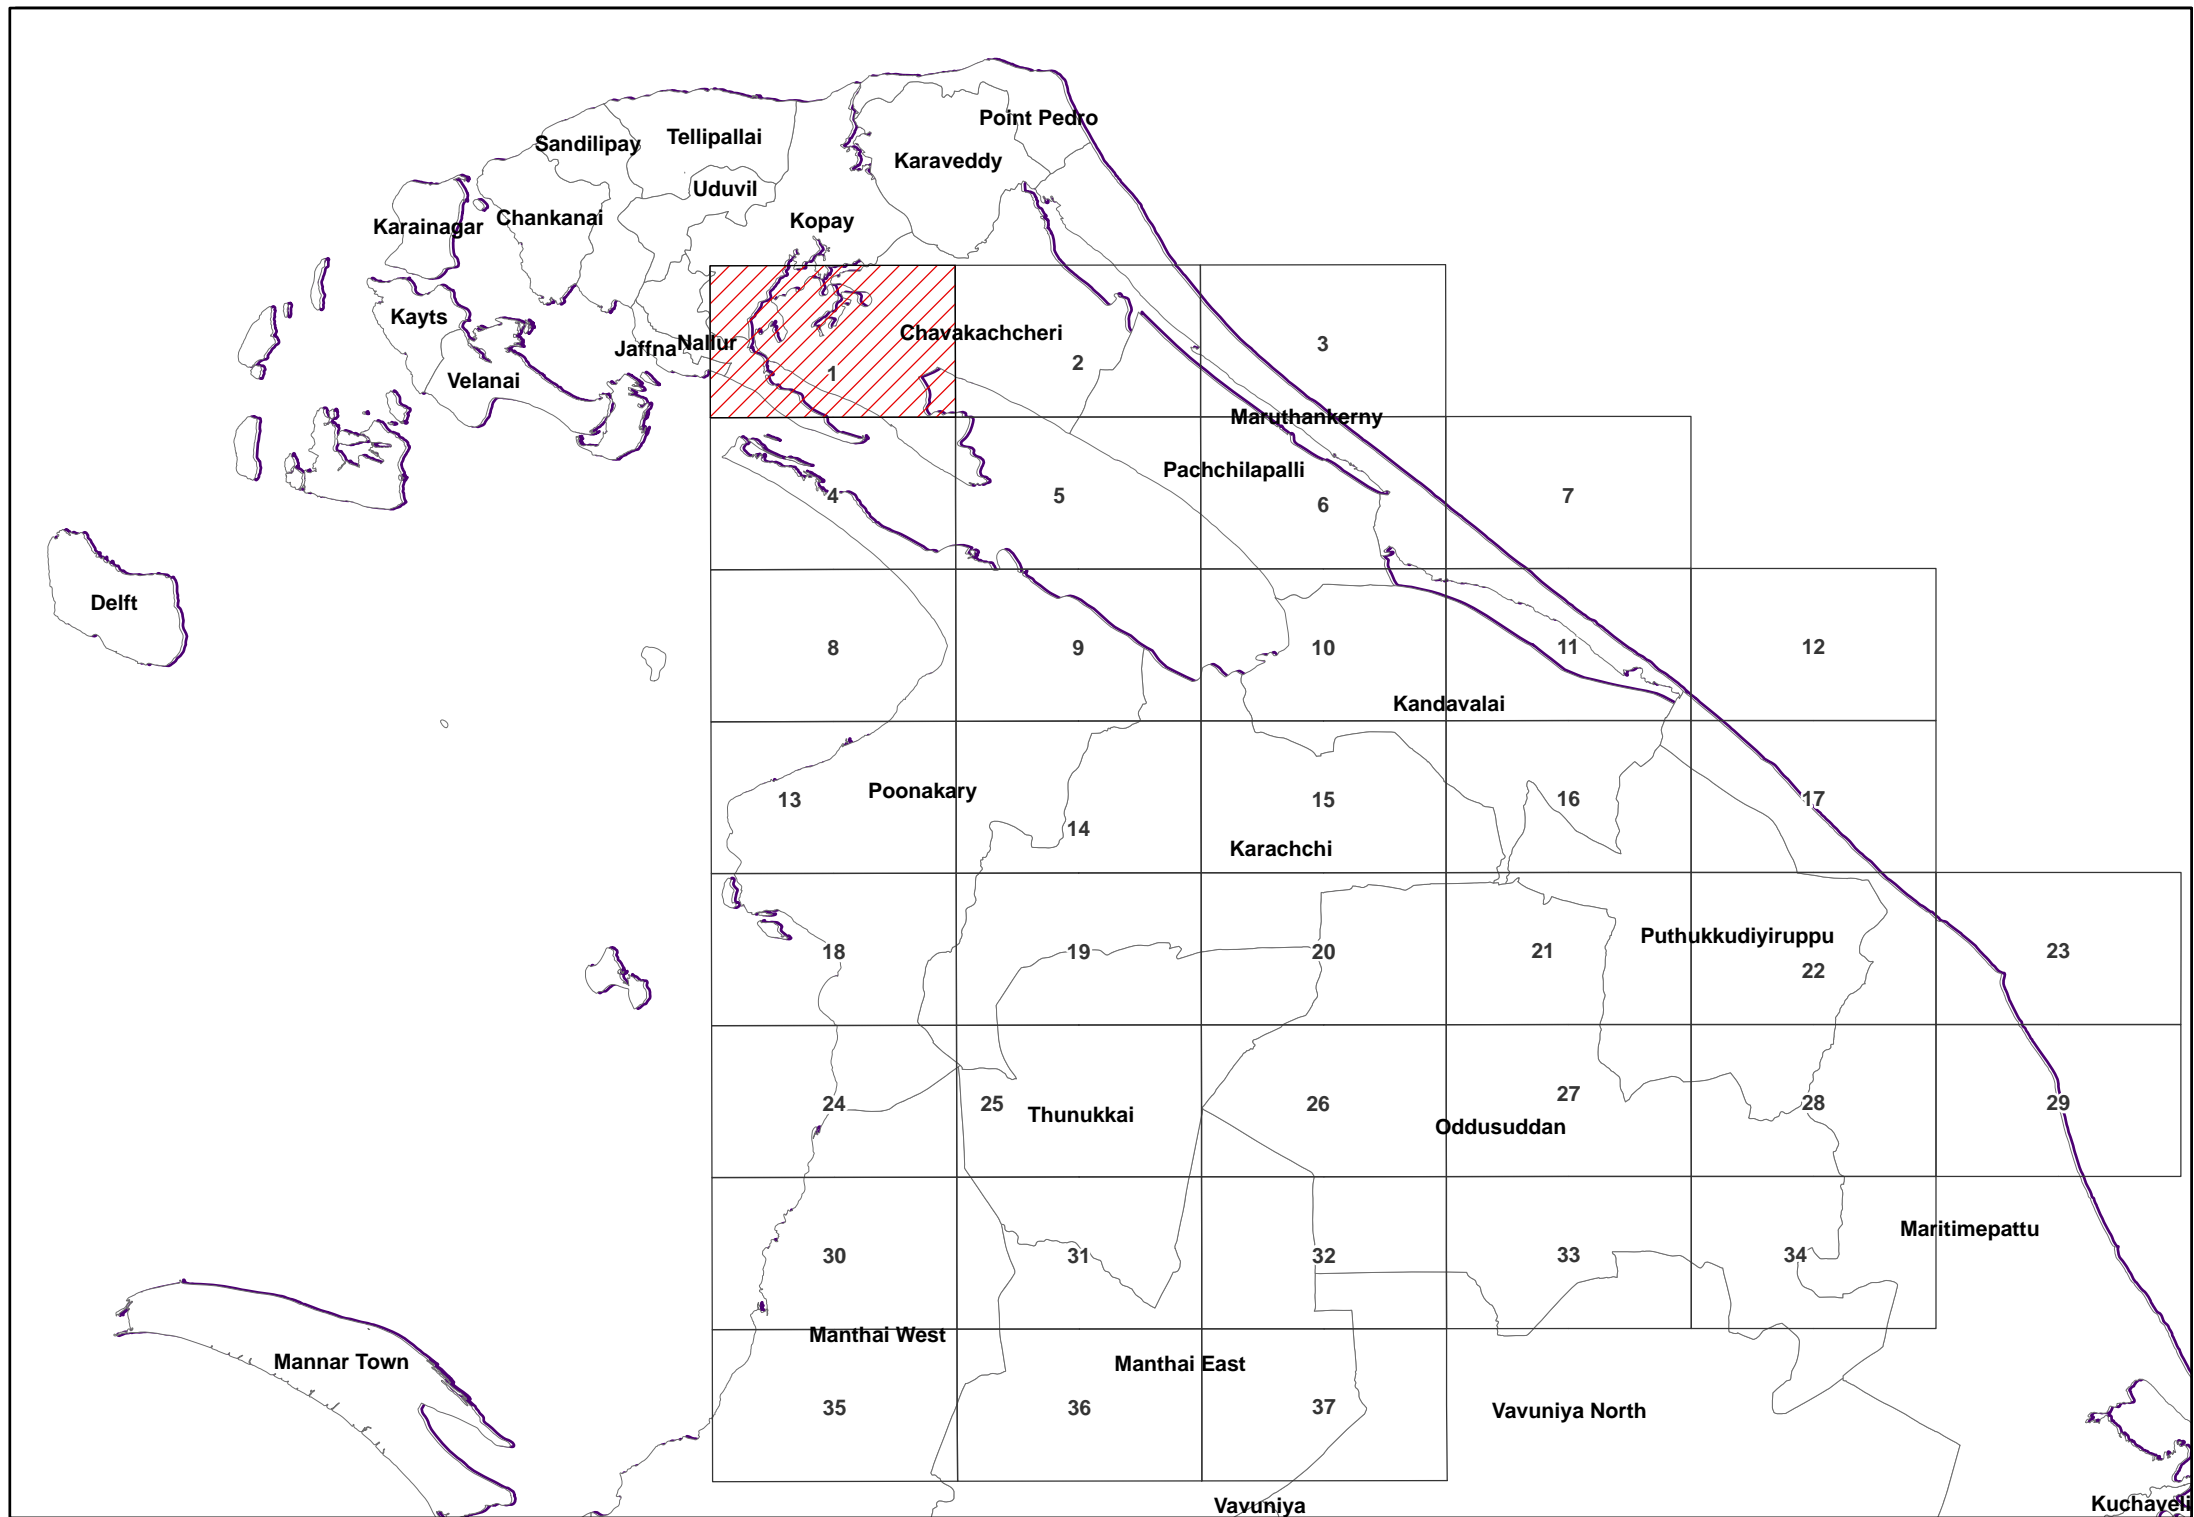 Point Pedro
Sandilipay
Tellipallai
Karaveddy
Uduvil
Karainagar
Chankanai
Kopay
Kayts
Chavakachcheri
Jaffna
Nallur
3
2
1
Velanai
Maruthankerny
Pachchilapalli
4
5
6
7
Delft
8
9
10
11
12
Kandavalai
13
Poonakary
14
15
16
17
Karachchi
18
19
20
21
Puthukkudiyiruppu
22
23
24
25
Thunukkai
26
27
Oddusuddan
28
29
Maritimepattu
30
31
32
33
34
Manthai West
Mannar Town
Manthai East
35
36
37
Vavuniya North
Vavuniya
Kuchaveli